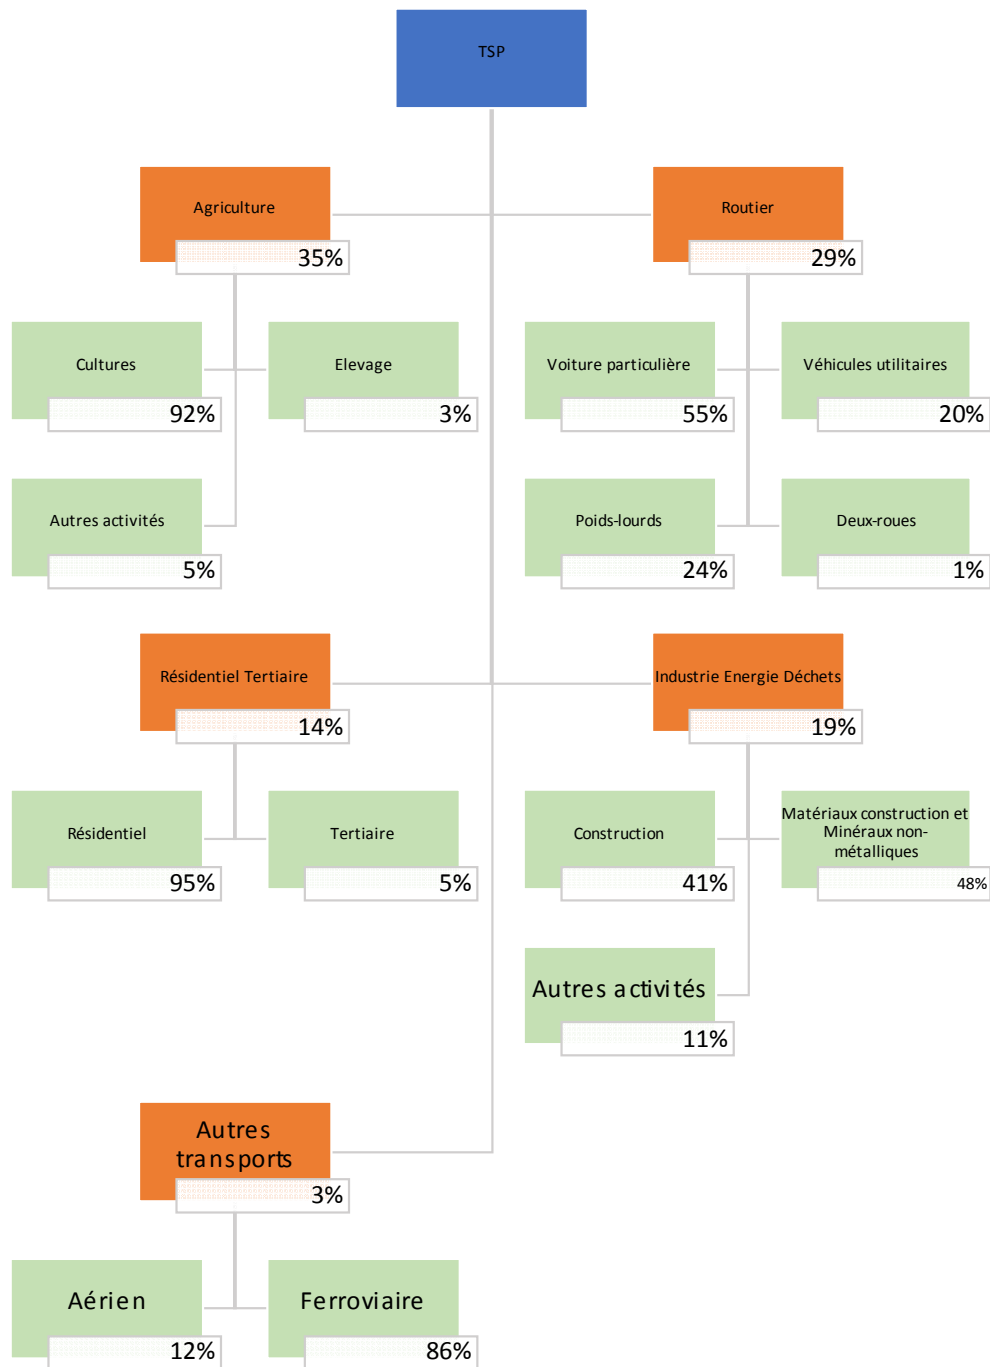 TSP
Agriculture
35%
Routier
29%
Cultures
92%
Elevage
3%
Voiture particulière
55%
Véhicules utilitaires
20%
Autres activités
5%
Poids-lourds
24%
Deux-roues
1%
Résidentiel Tertiaire
14%
Industrie Energie Déchets
19%
Résidentiel
95%
Tertiaire
5%
Construction
41%
Matériaux construction et
Minéraux non-
métalliques
48%
Autres activités
11%
Autres
transports
3%
Aérien
12%
Ferroviaire
86%